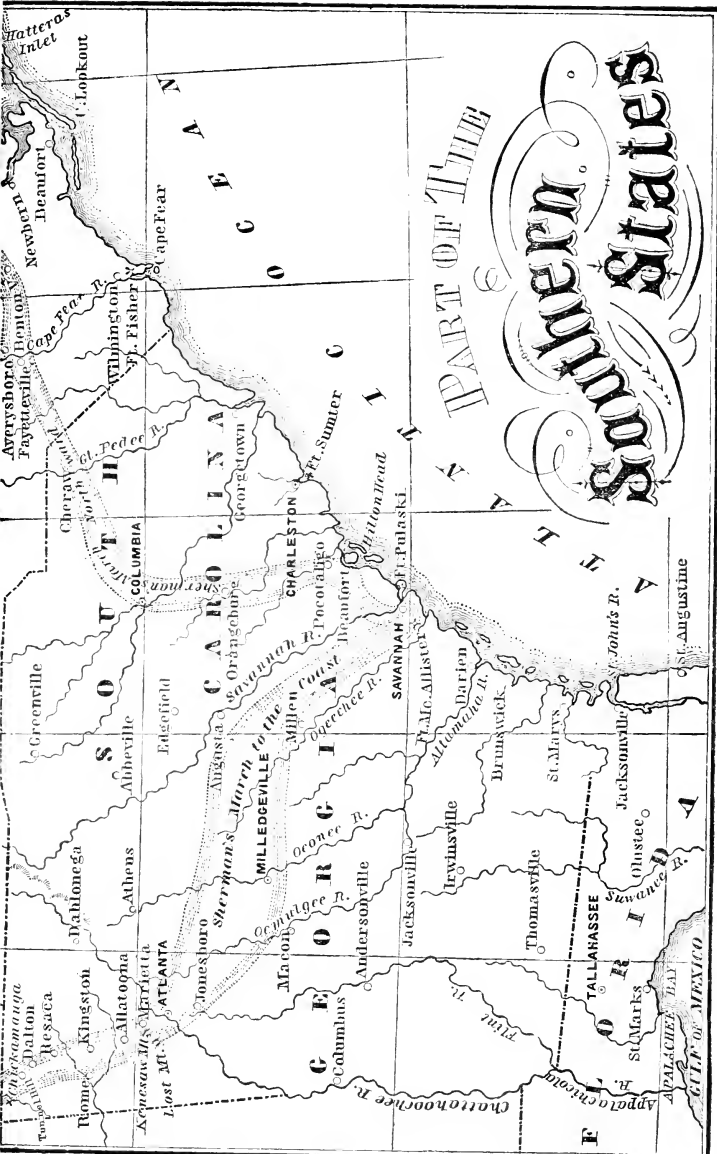 PART OF THE
Southern
States
ATLANTIC
OCEAN
Hatteras
Inlet
C. Lookout
Beaufort
Newbern
Cape Fear
Ft. Fisher
Wilmington
Cape Fear R.
Benton
Averysboro
Fayetteville
Cheraw
Gt. Pedee R.
SOUTH
CAROLINA
Georgetown
Ft. Sumter
CHARLESTON
COLUMBIA
Sherman's March North
Orangeburg
Pocotaligo
Beaufort
Hilton Head
Ft. Pulaski
SAVANNAH
Savannah R.
Greenville
Abbeville
Edgefield
Augusta
Millen
Ogeechee R.
Sherman's March to the Coast
Ft. Mc.Allister
Darien
Altamaha R.
Brunswick
St. Marys
St. John's R.
St. Augustine
Jacksonville
Olustee
Suwanee R.
MILLEDGEVILLE
GEORGIA
Oconee R.
Ocmulgee R.
Irwinsville
Jacksonville
Thomasville
Dahlonega
Athens
ATLANTA
Jonesboro
Macon
Andersonville
Columbus
Flint
R.
Chattahoochee R.
Chickamauga
Tunnel Hill
Dalton
Resaca
Rome
Kingston
Allatoona
Marietta
Kenesaw Mt.
Lost Mt.
TALLAHASSEE
St. Marks
FLORIDA
Appalachicola R.
APALACHEE BAY
GULF OF MEXICO